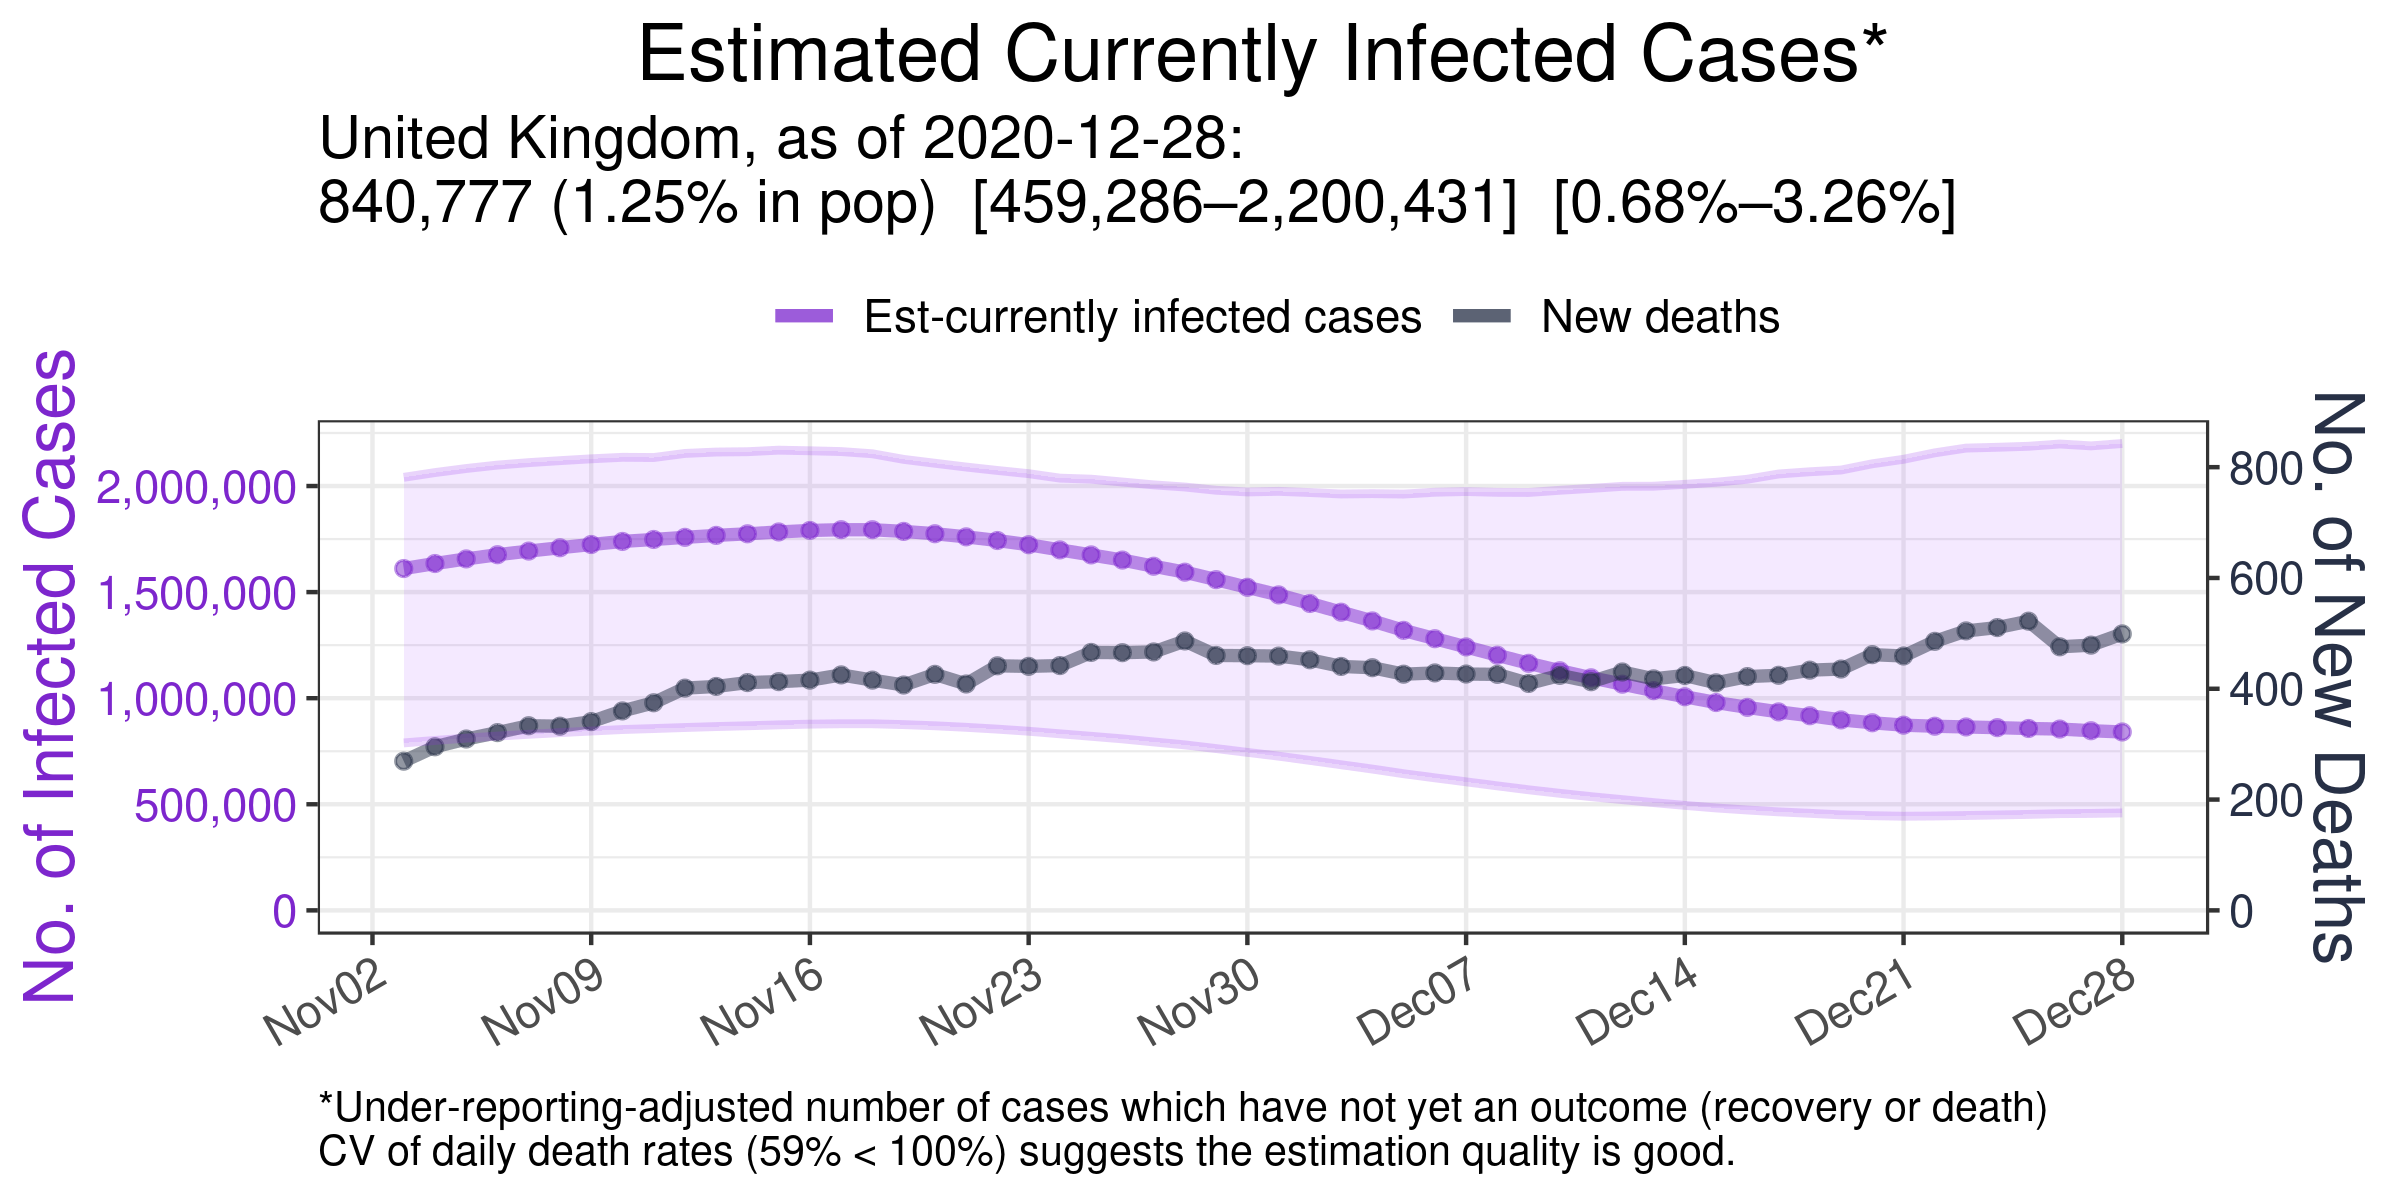 Estimated Currently Infected Cases*
United Kingdom, as of 2020-12-28:
840,777 (1.25% in pop) [459,286–2,200,431] [0.68%–3.26%]
Est-currently infected cases
New deaths
No. of Infected Cases
2,000,000
1,500,000
1,000,000
500,000
0
800
600
400
200
0
No. of New Deaths
Nov02
Nov09
Nov16
Nov23
Nov30
Dec07
Dec14
Dec21
Dec28
*Under-reporting-adjusted number of cases which have not yet an outcome (recovery or death)
CV of daily death rates (59% < 100%) suggests the estimation quality is good.